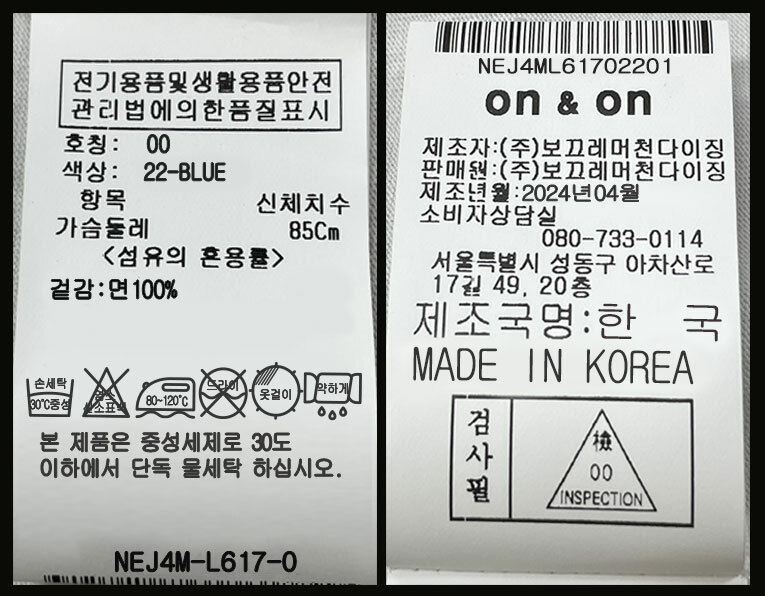 전기용품및생활용품안전
관리법에의한품질표시
호칭: 00
색상: 22-BLUE
항목 신체치수
가슴둘레 85Cm
<섬유의 혼용률>
겉감:면100%
손세탁
30℃중성
80~120℃
드라이
옷걸이
약하게
본 제품은 중성세제로 30도
이하에서 단독 물세탁 하십시오.
NEJ4M-L617-0
NEJ4ML61702201
on & on
제조자:(주)보끄레머천다이징
판매원:(주)보끄레머천다이징
제조년월:2024년04월
소비자상담실
080-733-0114
서울특별시 성동구 아차산로
17길 49, 20층
제조국명:한 국
MADE IN KOREA
검사필
檢
00
INSPECTION